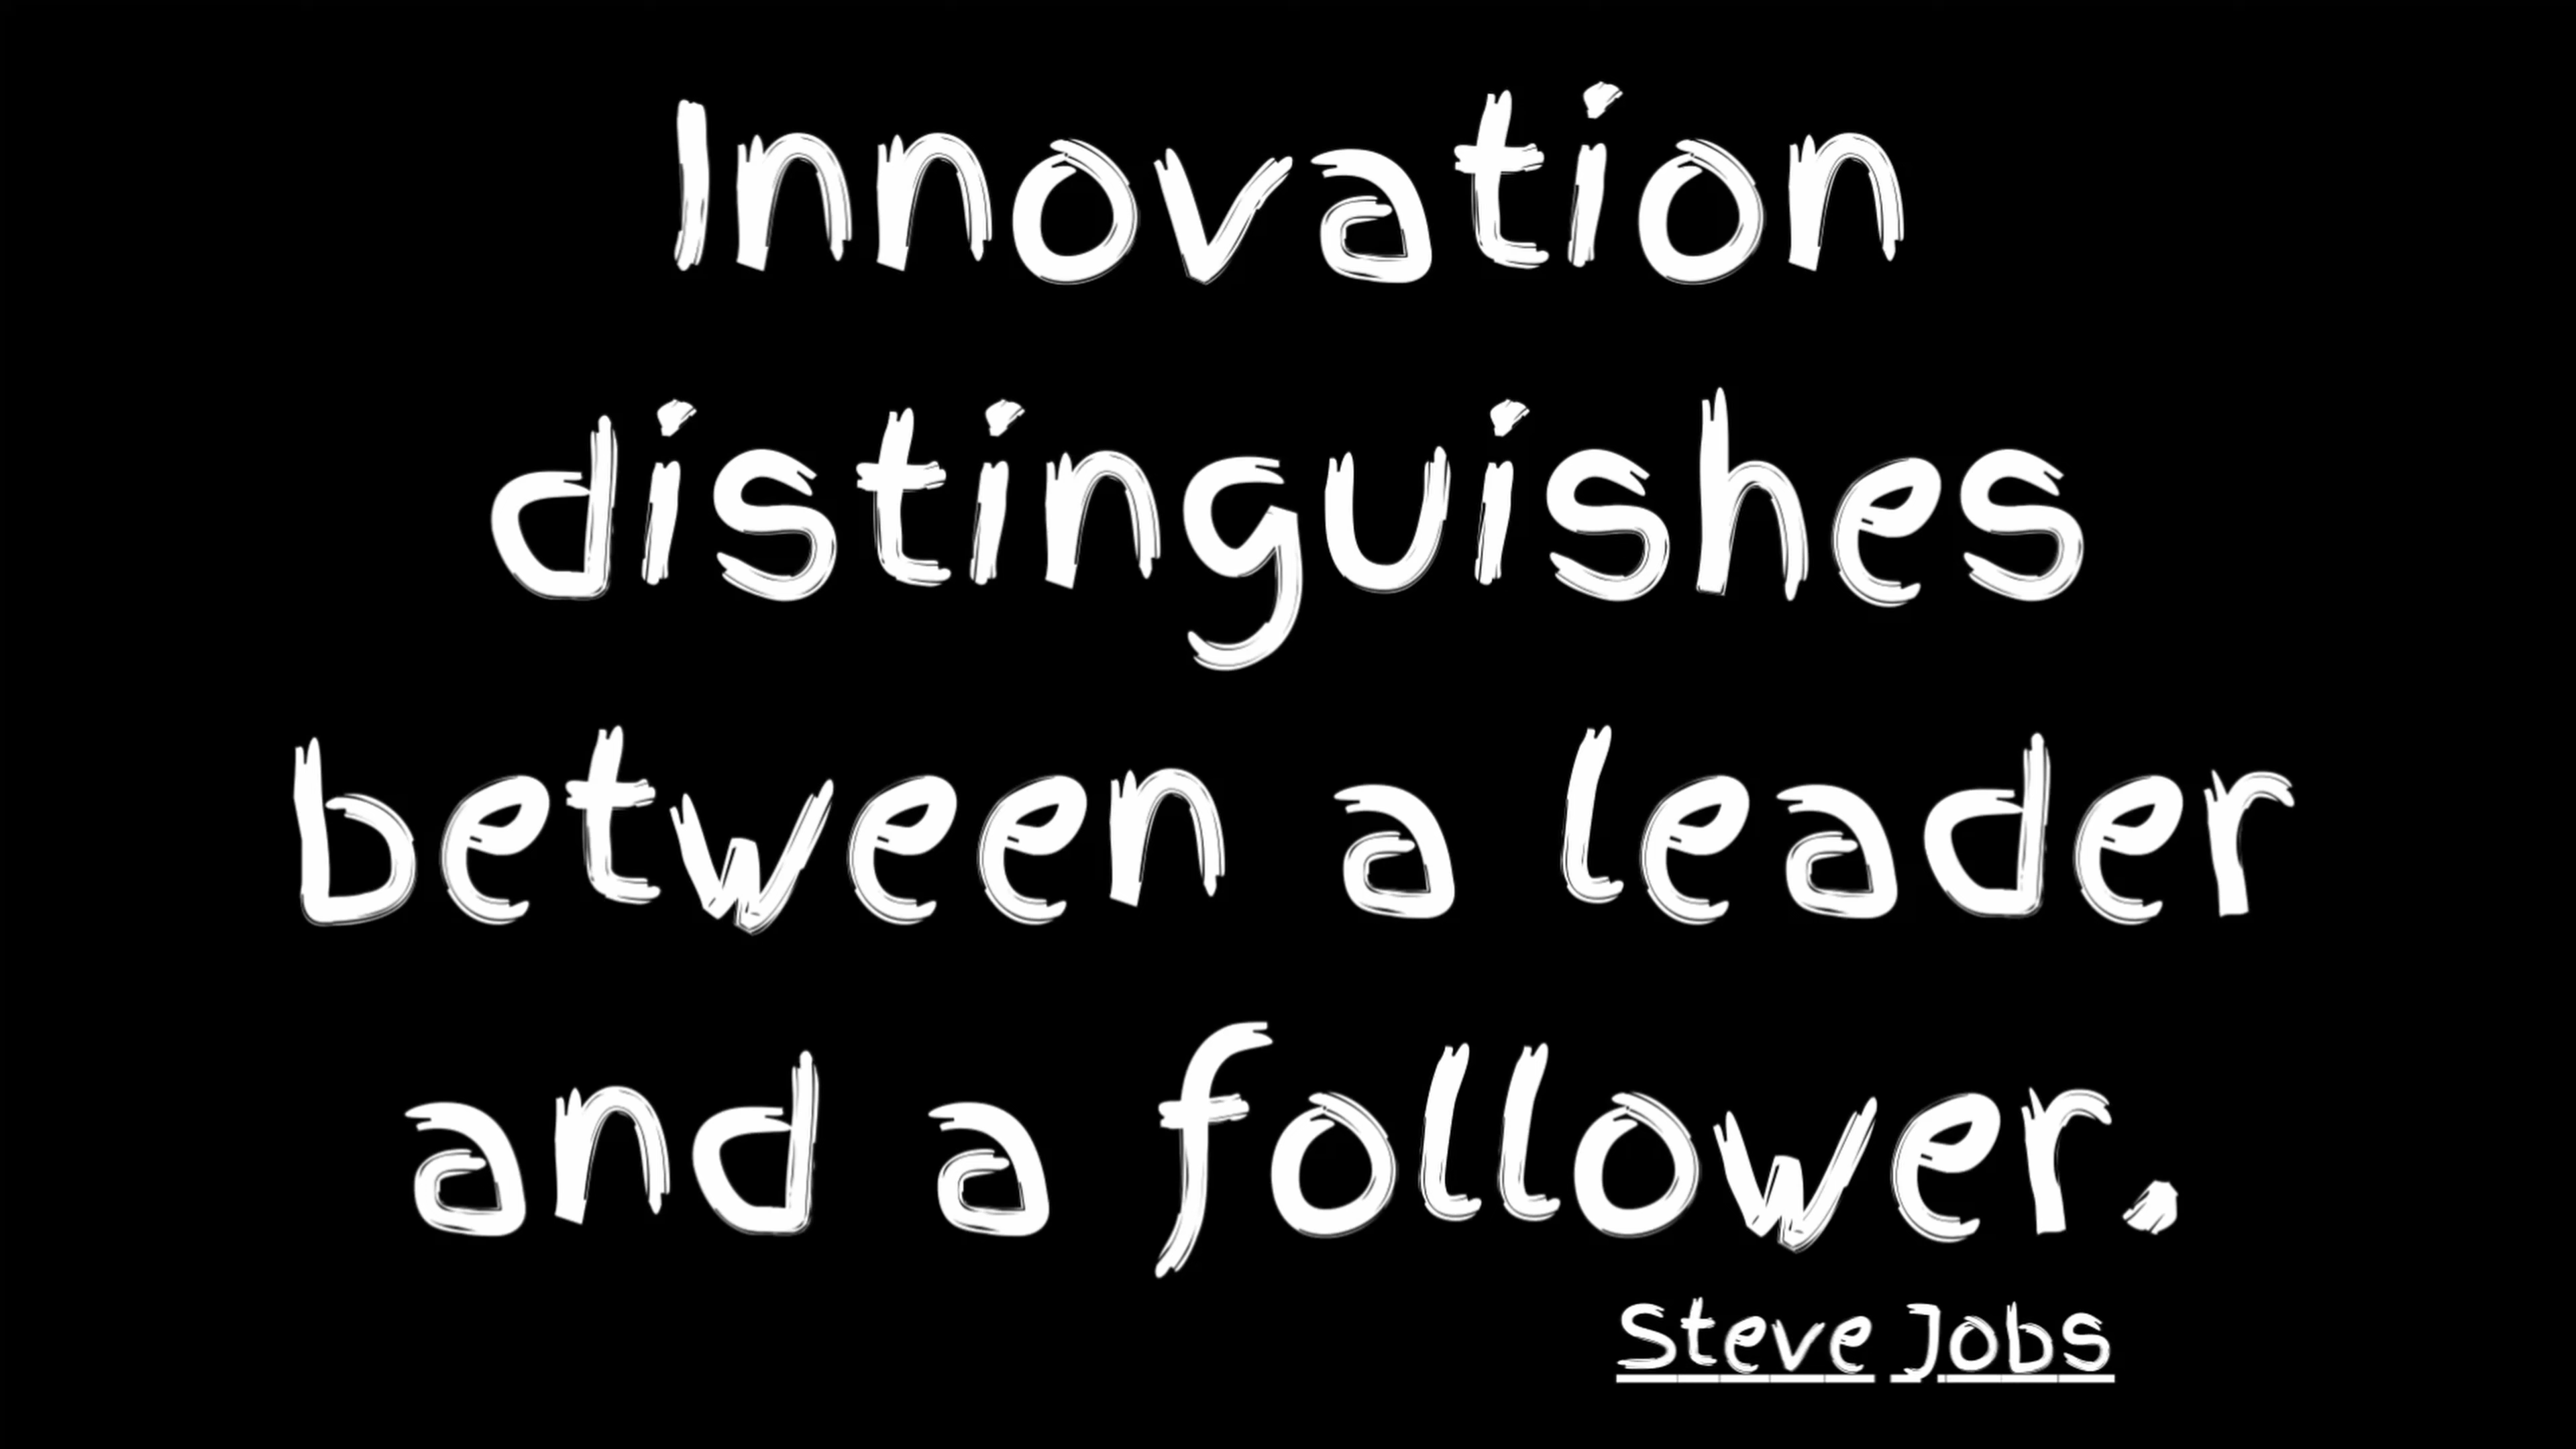 Innovation
distinguishes
between a leader
and a follower.
Steve Jobs